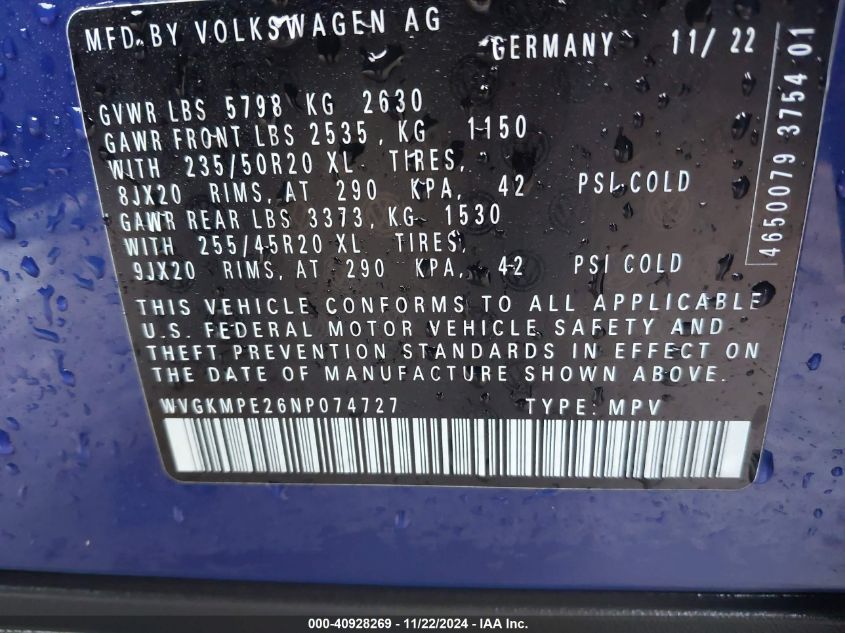 MFD. BY VOLKSWAGEN AG
GERMANY 11/22
GVWR LBS 5798 KG 2630
GAWR FRONT LBS 2535, KG 1150
WITH 235/50R20 XL TIRES,
8JX20 RIMS, AT 290 KPA, 42 PSI COLD
GAWR REAR LBS 3373, KG 1530
WITH 255/45R20 XL TIRES,
9JX20 RIMS, AT 290 KPA, 42 PSI COLD
THIS VEHICLE CONFORMS TO ALL APPLICABLE
U.S. FEDERAL MOTOR VEHICLE SAFETY AND
THEFT PREVENTION STANDARDS IN EFFECT ON
THE DATE OF MANUFACTURE SHOWN ABOVE.
WVGKMPE26NP074727 TYPE: MPV
4650079 3754 01
000-40928269 - 11/22/2024 - IAA Inc.